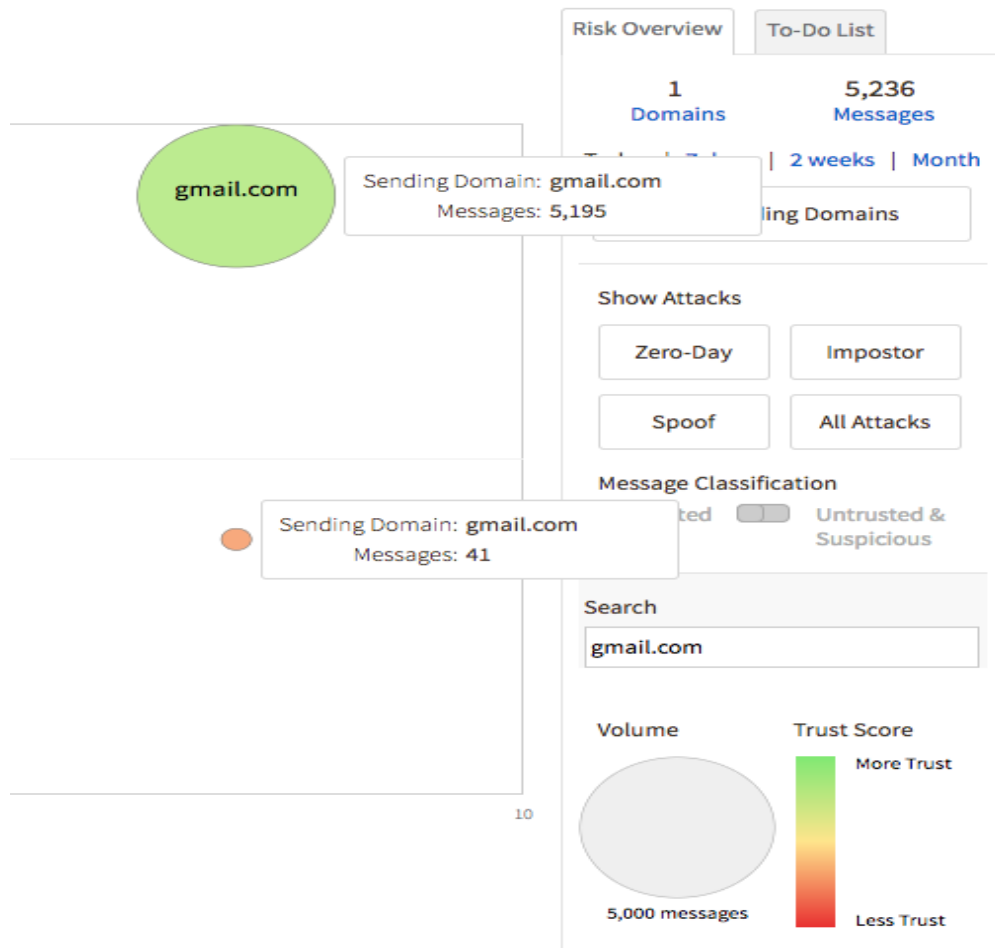 Risk Overview
To-Do List
1
Domains
5,236
Messages
| 2 weeks | Month
gmail.com
Sending Domain: gmail.com
Messages: 5,195
Domains
Show Attacks
Zero-Day
Impostor
Spoof
All Attacks
Message Classification
Untrusted &
Suspicious
Sending Domain: gmail.com
Messages: 41
Search
gmail.com
Volume
Trust Score
More Trust
10
5,000 messages
Less Trust